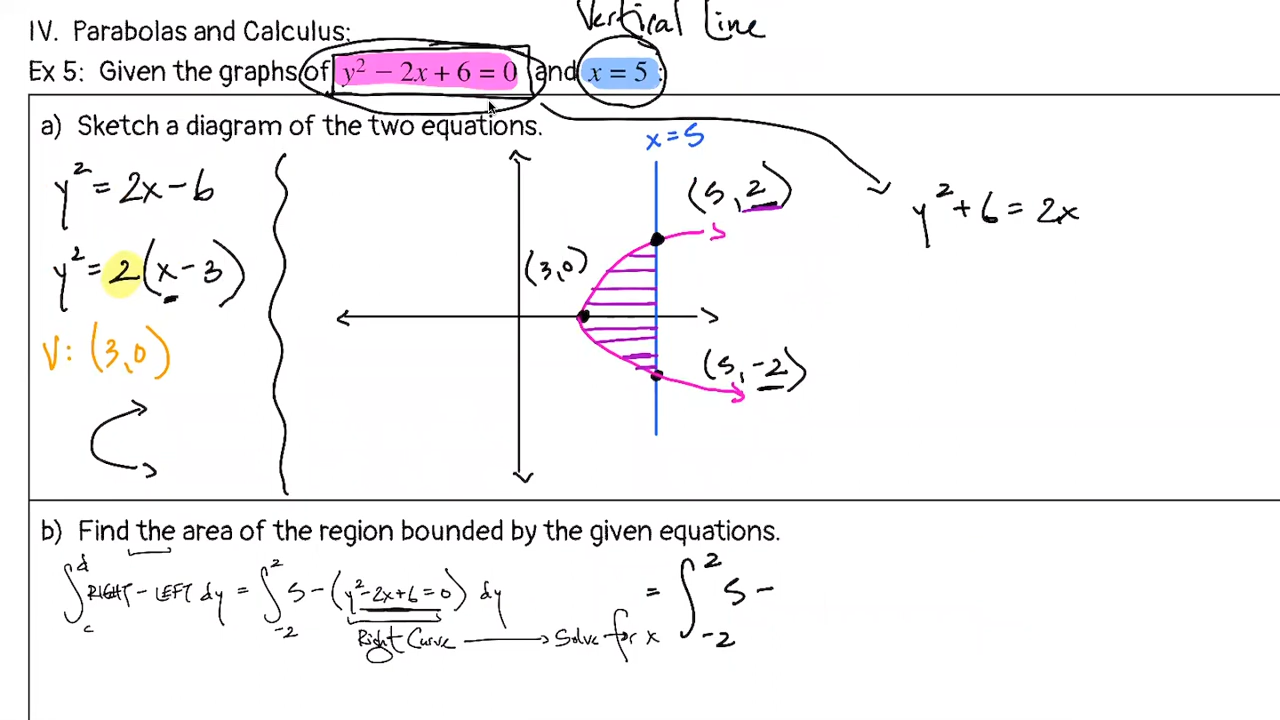 Vertical Line
IV. Parabolas and Calculus:
Ex 5: Given the graphs of y² − 2x + 6 = 0 and x = 5 :
a) Sketch a diagram of the two equations.
y² = 2x − 6
y² = 2(x − 3)
V: (3,0)
x = 5
(5, 2)
(3,0)
(5, -2)
y² + 6 = 2x
b) Find the area of the region bounded by the given equations.
∫_c^d RIGHT − LEFT dy = ∫_{-2}^2 5 − (y² − 2x + 6 = 0) dy = ∫_{-2}^2 5 −
Right Curve → Solve for x